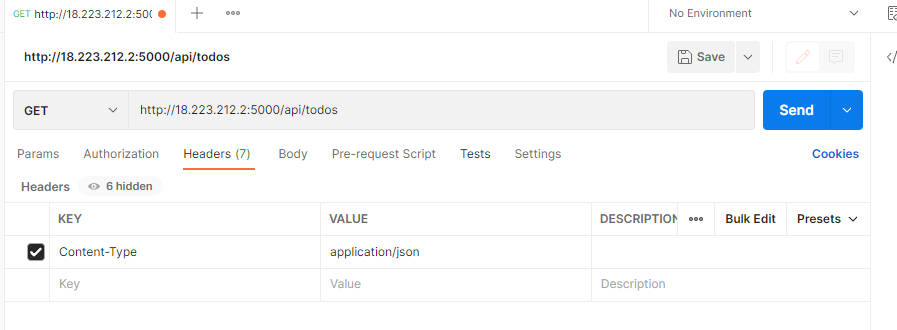 GET http://18.223.212.2:500
No Environment
http://18.223.212.2:5000/api/todos
Save
GET http://18.223.212.2:5000/api/todos Send
Params Authorization Headers (7) Body Pre-request Script Tests Settings Cookies
Headers 6 hidden
KEY VALUE DESCRIPTION Bulk Edit Presets
Content-Type application/json
Key Value Description